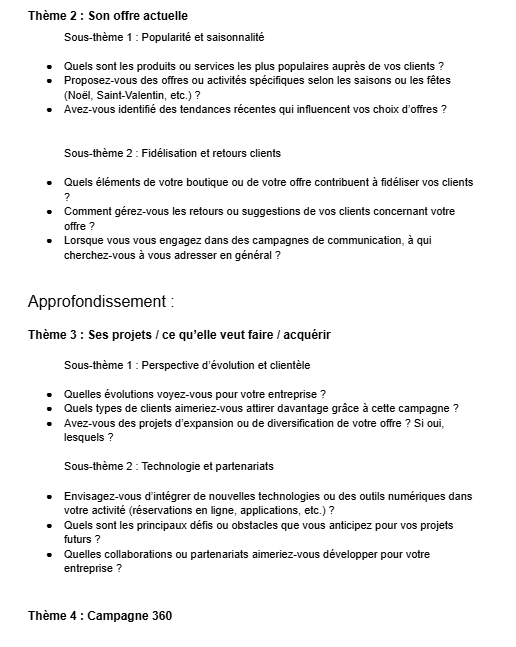 Thème 2 : Son offre actuelle
Sous-thème 1 : Popularité et saisonnalité
● Quels sont les produits ou services les plus populaires auprès de vos clients ?
● Proposez-vous des offres ou activités spécifiques selon les saisons ou les fêtes
(Noël, Saint-Valentin, etc.) ?
● Avez-vous identifié des tendances récentes qui influencent vos choix d'offres ?
Sous-thème 2 : Fidélisation et retours clients
● Quels éléments de votre boutique ou de votre offre contribuent à fidéliser vos clients
?
● Comment gérez-vous les retours ou suggestions de vos clients concernant votre
offre ?
● Lorsque vous vous engagez dans des campagnes de communication, à qui
cherchez-vous à vous adresser en général ?
Approfondissement :
Thème 3 : Ses projets / ce qu'elle veut faire / acquérir
Sous-thème 1 : Perspective d'évolution et clientèle
● Quelles évolutions voyez-vous pour votre entreprise ?
● Quels types de clients aimeriez-vous attirer davantage grâce à cette campagne ?
● Avez-vous des projets d'expansion ou de diversification de votre offre ? Si oui,
lesquels ?
Sous-thème 2 : Technologie et partenariats
● Envisagez-vous d'intégrer de nouvelles technologies ou des outils numériques dans
votre activité (réservations en ligne, applications, etc.) ?
● Quels sont les principaux défis ou obstacles que vous anticipez pour vos projets
futurs ?
● Quelles collaborations ou partenariats aimeriez-vous développer pour votre
entreprise ?
Thème 4 : Campagne 360